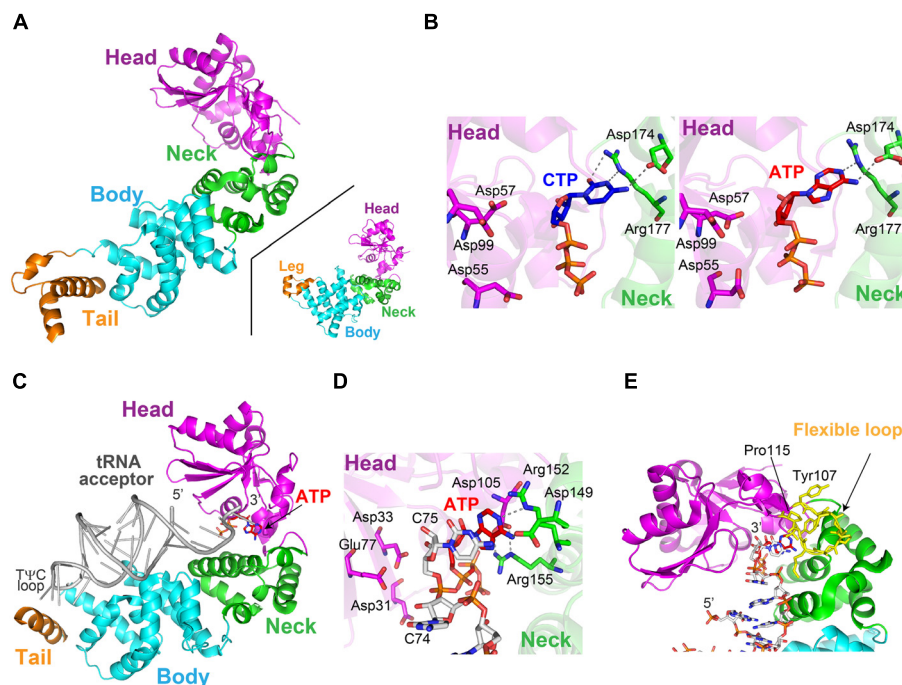 A
Head
Neck
Body
Tail
Head
Leg
Neck
Body
B
Head
Asp174
CTP
Asp57
Asp99
Asp55
Arg177
Neck
Head
Asp174
ATP
Asp57
Asp99
Asp55
Arg177
Neck
C
Head
tRNA
acceptor
5'
3'
ATP
TΨC
loop
Neck
Tail
Body
D
Head
Asp105
Arg152
ATP
Asp149
C75
Asp33
Glu77
Asp31
Arg155
C74
Neck
E
Flexible loop
Pro115
Tyr107
3'
5'